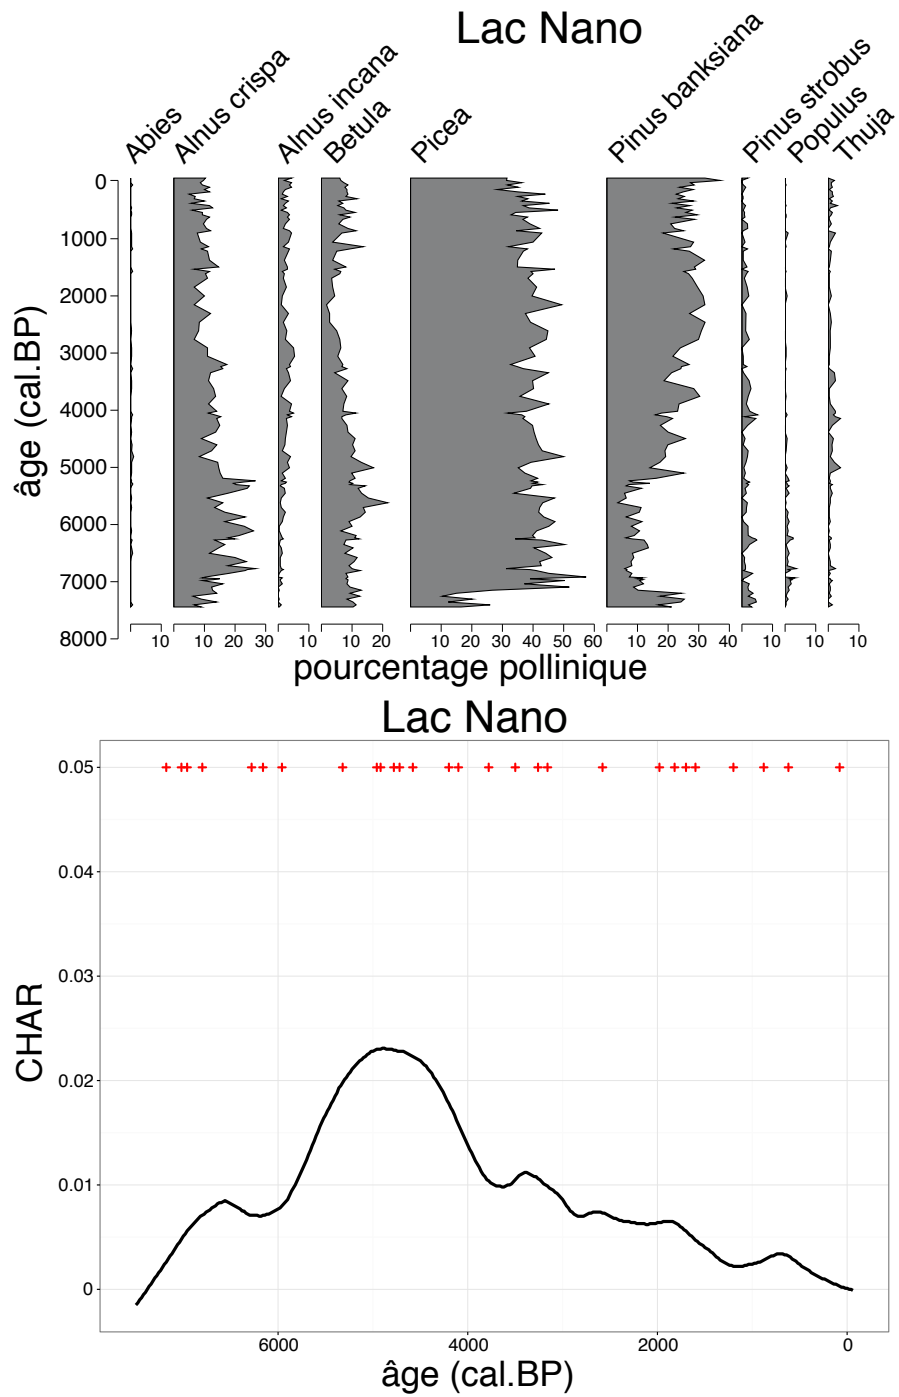 Lac Nano
Abies
Alnus crispa
Alnus incana
Betula
Picea
Pinus banksiana
Pinus strobus
Populus
Thuja
0
1000
2000
3000
4000
5000
6000
7000
8000
âge (cal.BP)
10 10 20 30 10 10 20 10 20 30 40 50 60 10 20 30 40 10 10 10
pourcentage pollinique
Lac Nano
0.05
0.04
0.03
0.02
0.01
0
CHAR
6000 4000 2000 0
âge (cal.BP)